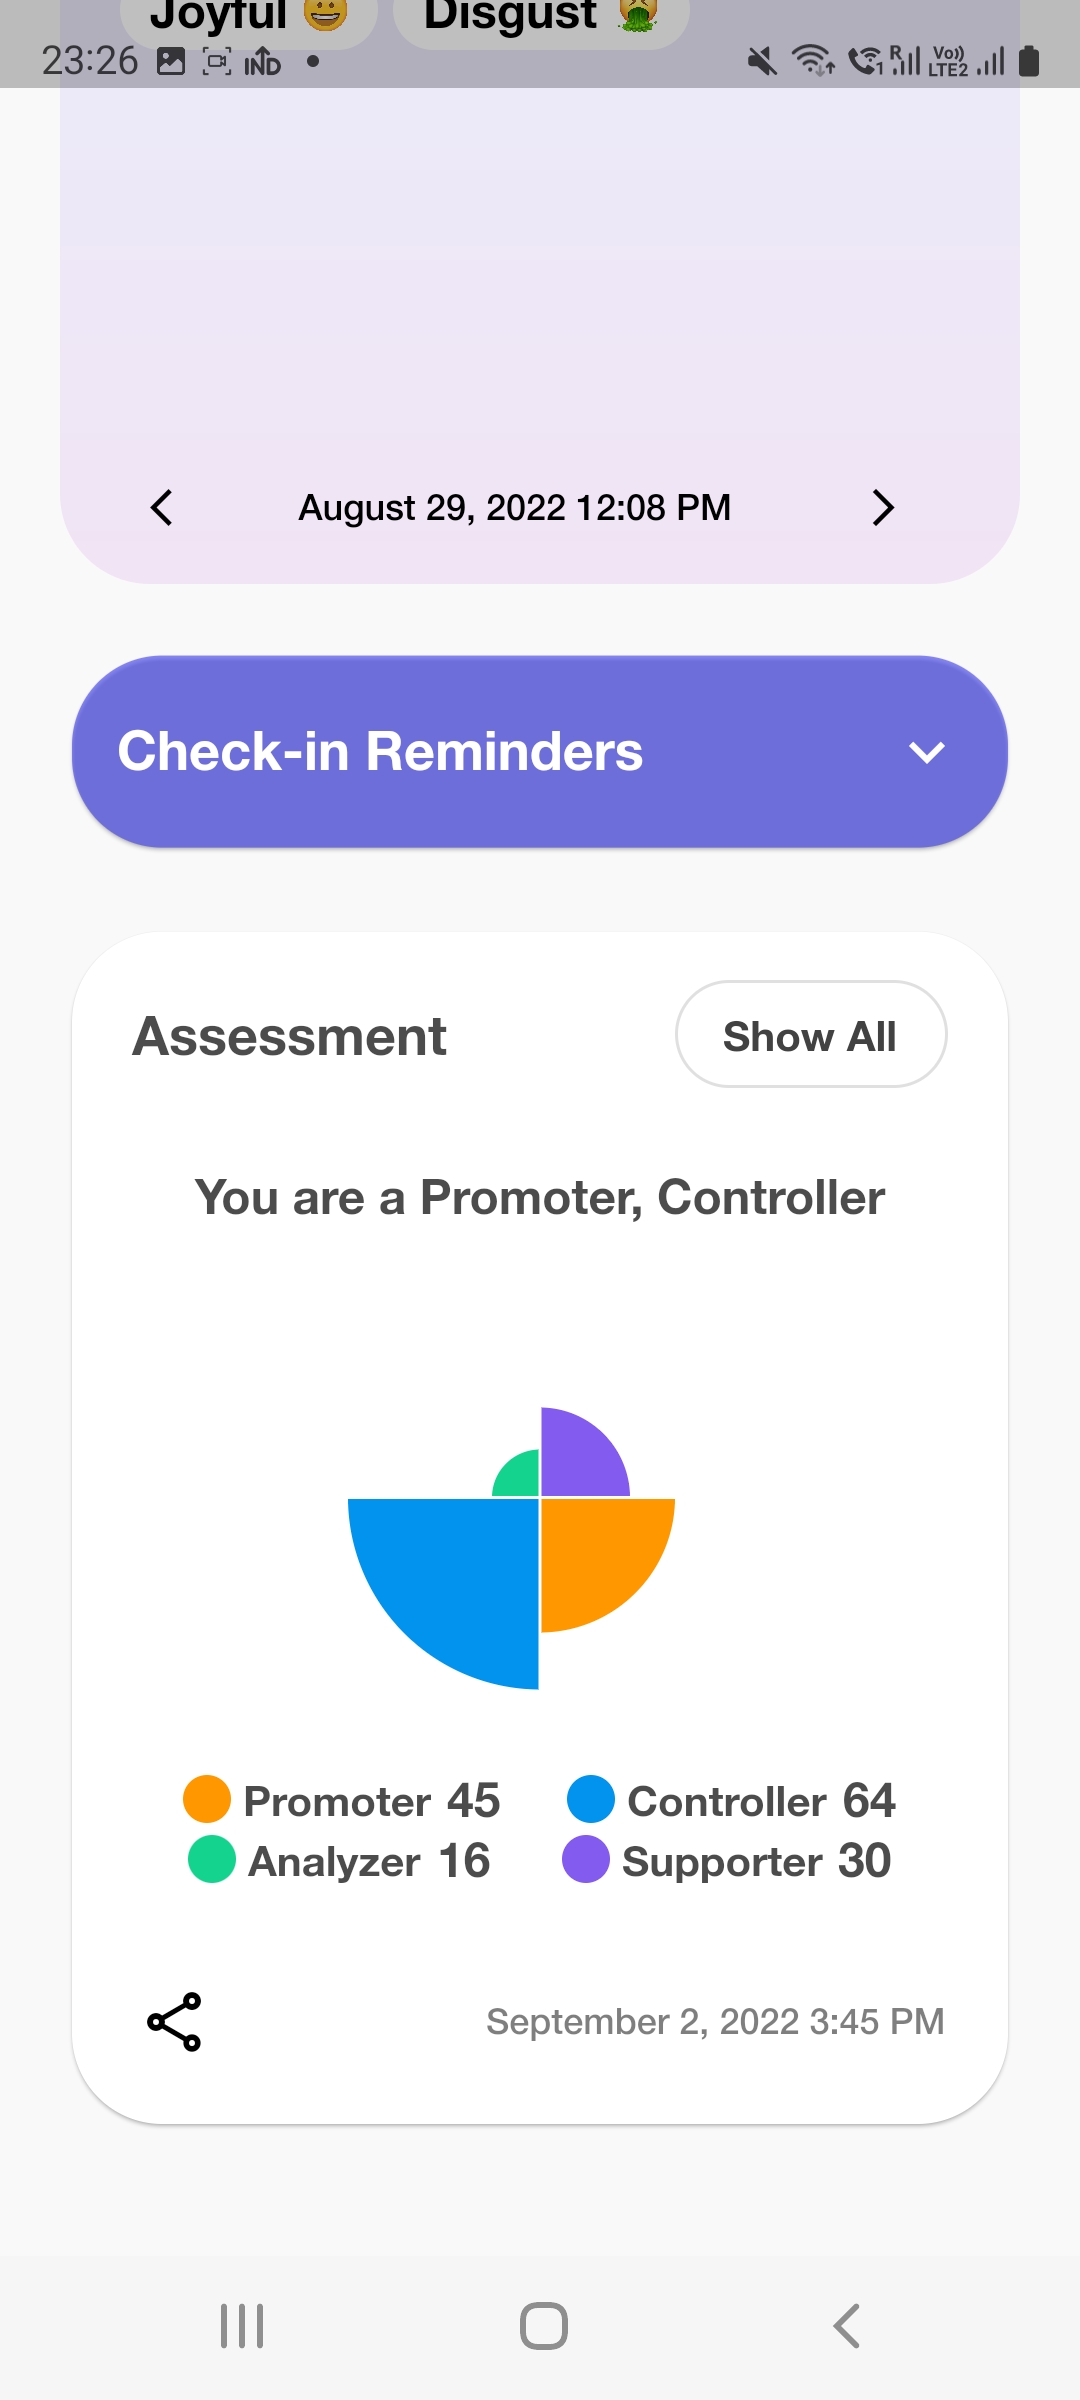 Joyful 😀 Disgust 🤮
23:26 IND 1 R Vo)) LTE2
August 29, 2022 12:08 PM
Check-in Reminders
Assessment
Show All
You are a Promoter, Controller
Promoter 45 Controller 64
Analyzer 16 Supporter 30
September 2, 2022 3:45 PM